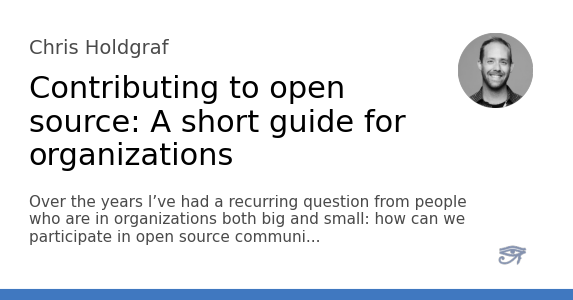 Chris Holdgraf
Contributing to open
source: A short guide for
organizations
Over the years I’ve had a recurring question from people
who are in organizations both big and small: how can we
participate in open source communi...